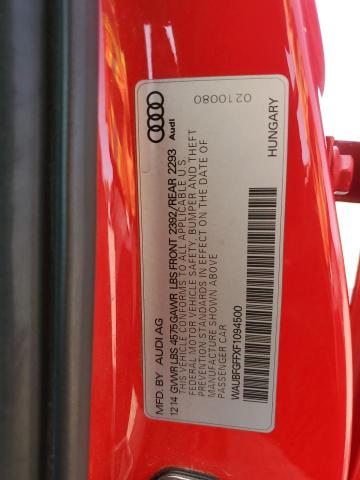 MFD. BY AUDI AG
Audi
12 14 GVWR LBS 4575 GAWR LBS FRONT 2392/REAR 2293
THIS VEHICLE CONFORMS TO ALL APPLICABLE U.S.
FEDERAL MOTOR VEHICLE SAFETY, BUMPER AND THEFT
PREVENTION STANDARDS IN EFFECT ON THE DATE OF
MANUFACTURE SHOWN ABOVE
PASSENGER CAR
WAUBFGFFXF1094500
HUNGARY
0210080